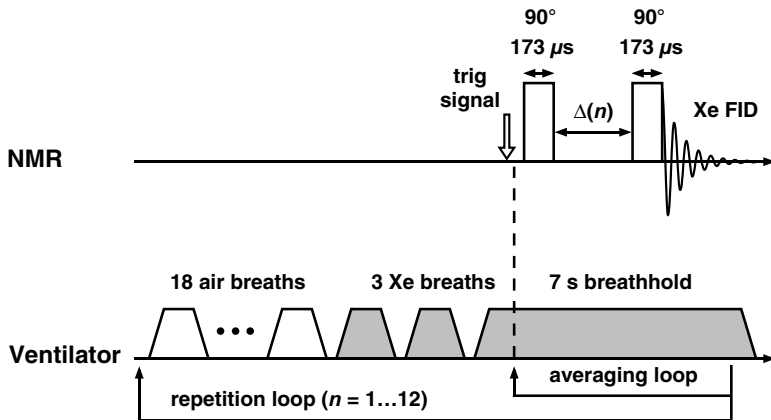 90°
90°
173 µs
173 µs
trig
signal
Δ(n)
Xe FID
NMR
18 air breaths
3 Xe breaths
7 s breathhold
Ventilator
averaging loop
repetition loop (n = 1…12)